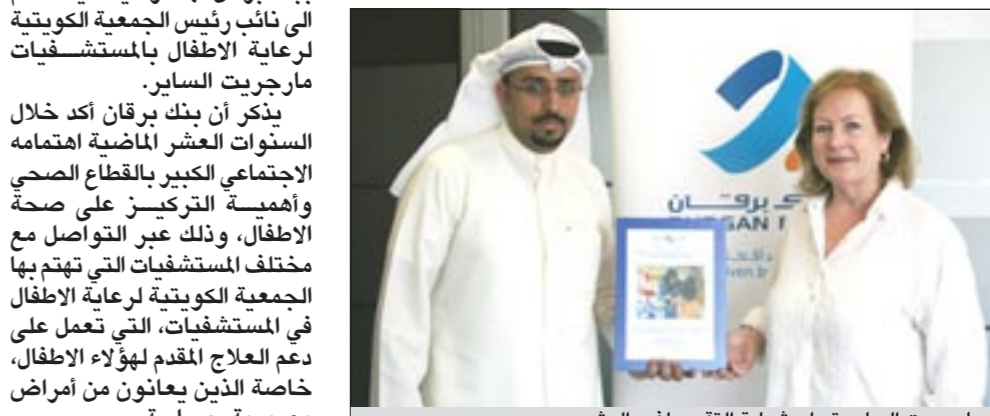 الى نائب رئيس الجمعية الكويتية
لرعاية الاطفال بالمستشفيات
مارجريت الساير.
يذكر أن بنك برقان أكد خلال
السنوات العشر الماضية اهتمامه
الاجتماعي الكبير بالقطاع الصحي
وأهمية التركيز على صحة
الاطفال، وذلك عبر التواصل مع
مختلف المستشفيات التي تهتم بها
الجمعية الكويتية لرعاية الاطفال
في المستشفيات، التي تعمل على
دعم العلاج المقدم لهؤلاء الاطفال،
خاصة الذين يعانون من أمراض
برقان